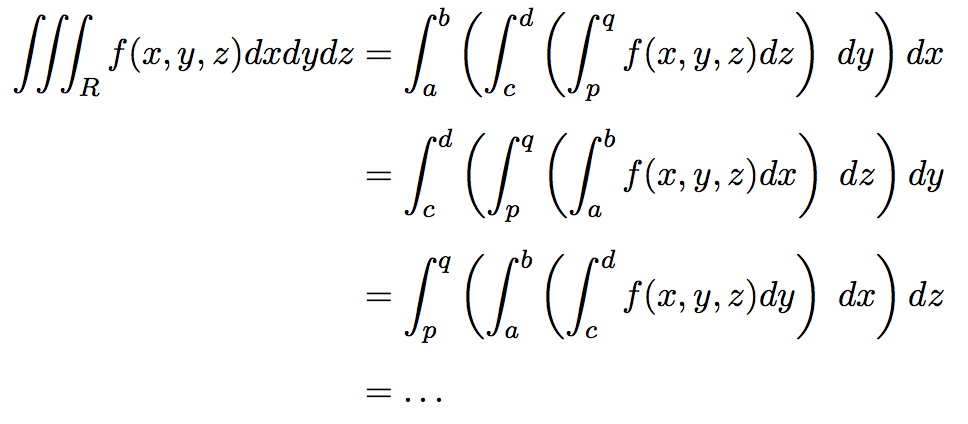 ∭_R f(x, y, z)dxdydz = ∫_a^b (∫_c^d (∫_p^q f(x, y, z)dz) dy) dx
= ∫_c^d (∫_p^q (∫_a^b f(x, y, z)dx) dz) dy
= ∫_p^q (∫_a^b (∫_c^d f(x, y, z)dy) dx) dz
= ...